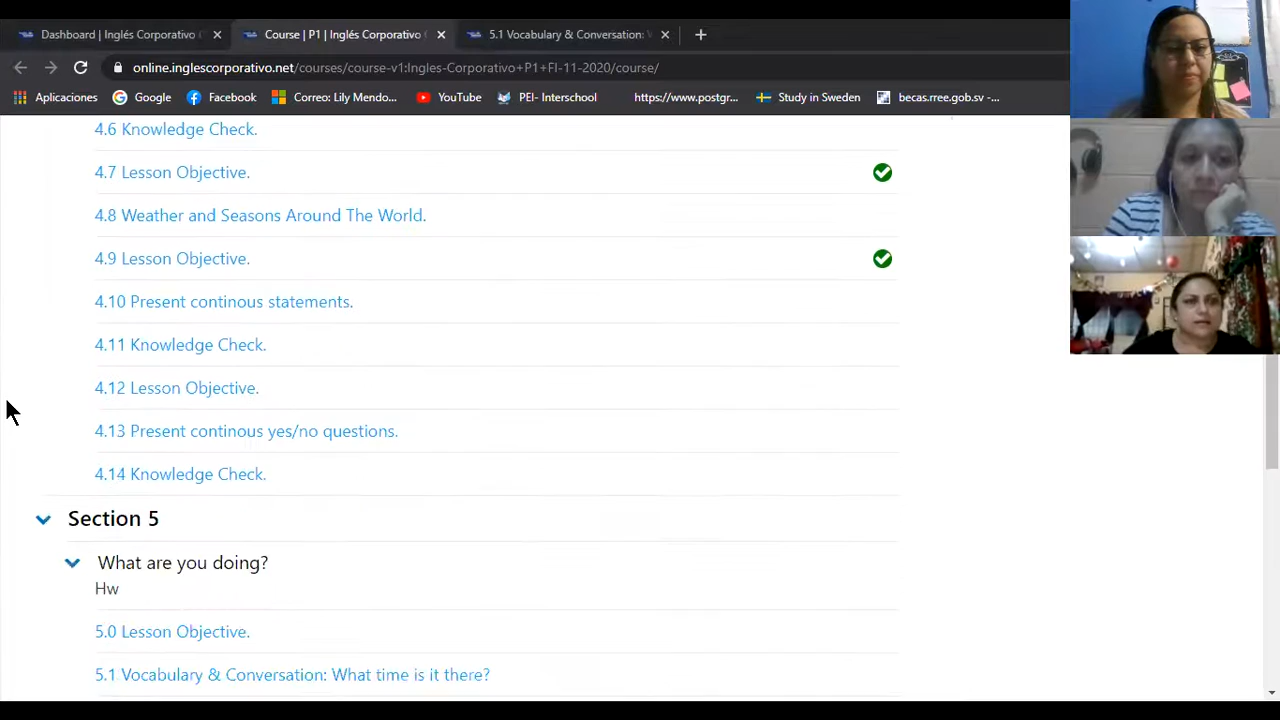 Dashboard | Inglés Corporativo
Course | P1 | Inglés Corporativo
5.1 Vocabulary & Conversation:
online.inglescorporativo.net/courses/course-v1:Ingles-Corporativo+P1+FI-11-2020/course/
Aplicaciones
Google
Facebook
Correo: Lily Mendo...
YouTube
PEI- Interschool
https://www.postgr...
Study in Sweden
becas.rree.gob.sv -...
4.6 Knowledge Check.
4.7 Lesson Objective.
4.8 Weather and Seasons Around The World.
4.9 Lesson Objective.
4.10 Present continous statements.
4.11 Knowledge Check.
4.12 Lesson Objective.
4.13 Present continous yes/no questions.
4.14 Knowledge Check.
Section 5
What are you doing?
Hw
5.0 Lesson Objective.
5.1 Vocabulary & Conversation: What time is it there?